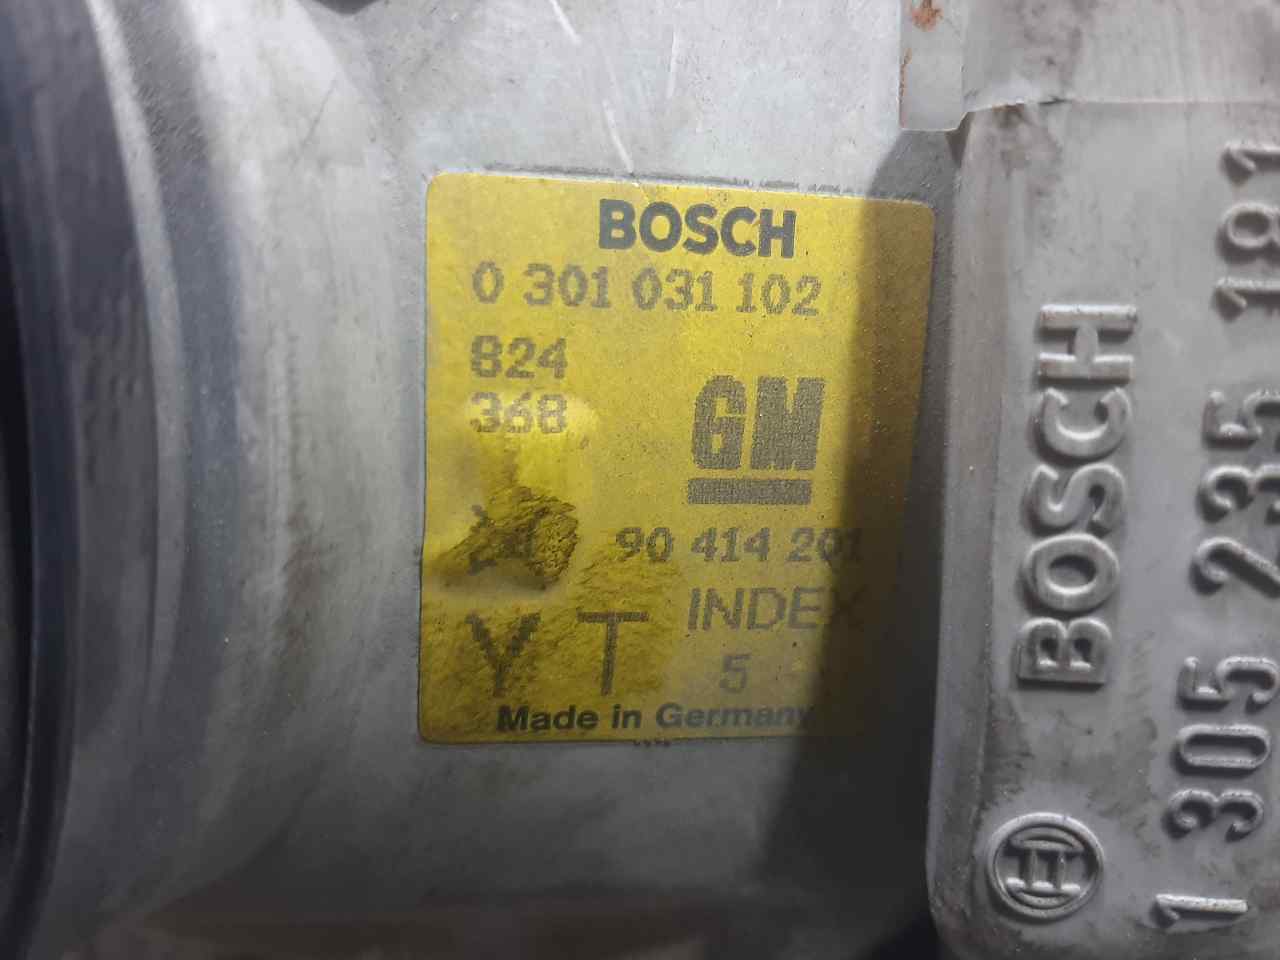 BOSCH
0 301 031 102
824
368
GM
90 414 201
INDEX
YT
5
Made in Germany
BOSCH
1 305 235 181